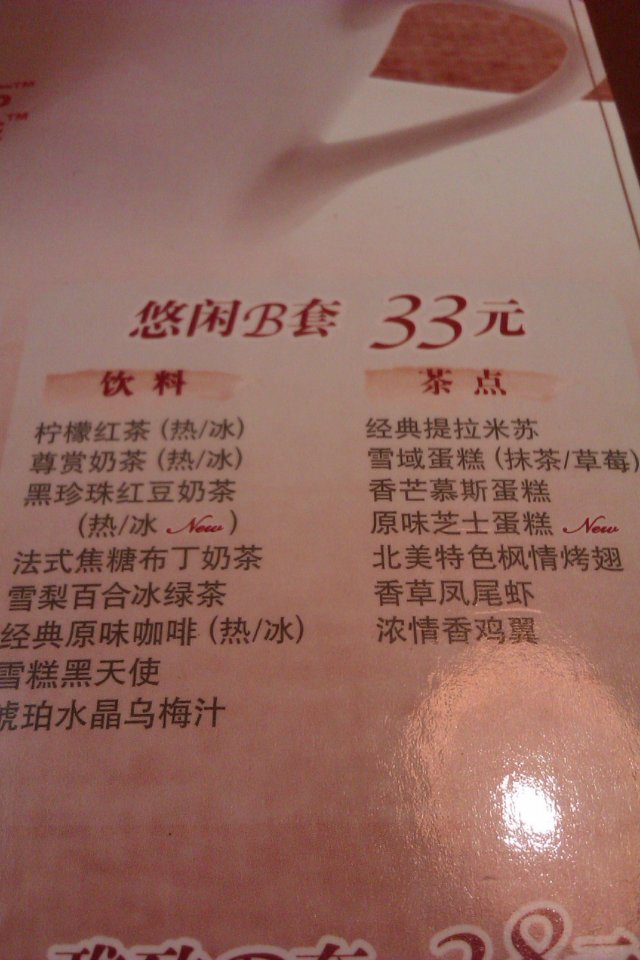 悠闲B套 33元
饮料
柠檬红茶(热/冰)
尊赏奶茶(热/冰)
黑珍珠红豆奶茶
(热/冰 New)
法式焦糖布丁奶茶
雪梨百合冰绿茶
经典原味咖啡(热/冰)
雪糕黑天使
琥珀水晶乌梅汁
茶点
经典提拉米苏
雪域蛋糕(抹茶/草莓)
香芒慕斯蛋糕
原味芝士蛋糕 New
北美特色枫情烤翅
香草凤尾虾
浓情香鸡翼
38元